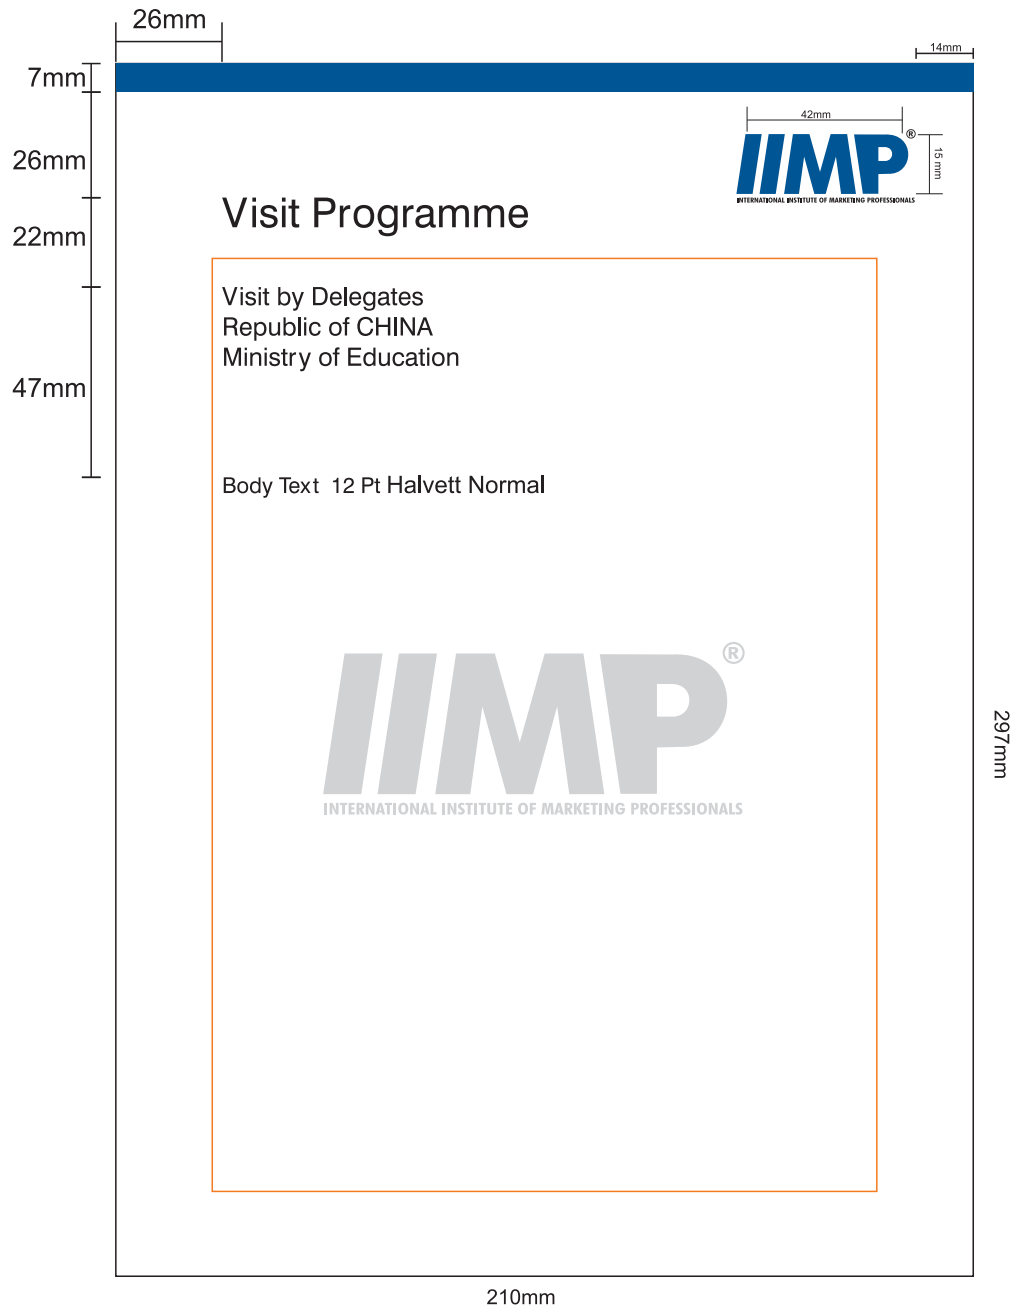 26mm
14mm
7mm
42mm
IIMP®
15 mm
INTERNATIONAL INSTITUTE OF MARKETING PROFESSIONALS
26mm
Visit Programme
22mm
Visit by Delegates
Republic of CHINA
Ministry of Education
47mm
Body Text 12 Pt Halvett Normal
IIMP®
INTERNATIONAL INSTITUTE OF MARKETING PROFESSIONALS
297mm
210mm